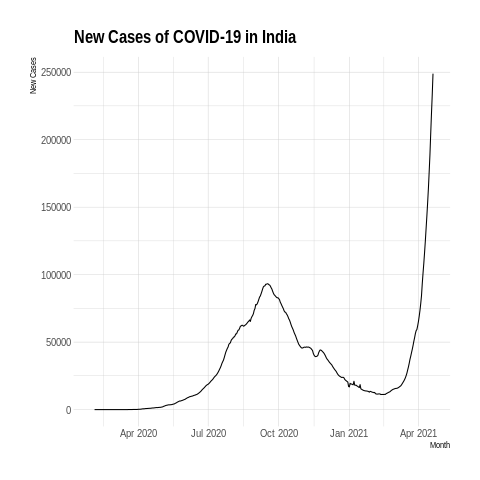 New Cases of COVID-19 in India
New Cases
250000
200000
150000
100000
50000
0
Apr 2020 Jul 2020 Oct 2020 Jan 2021 Apr 2021
Month